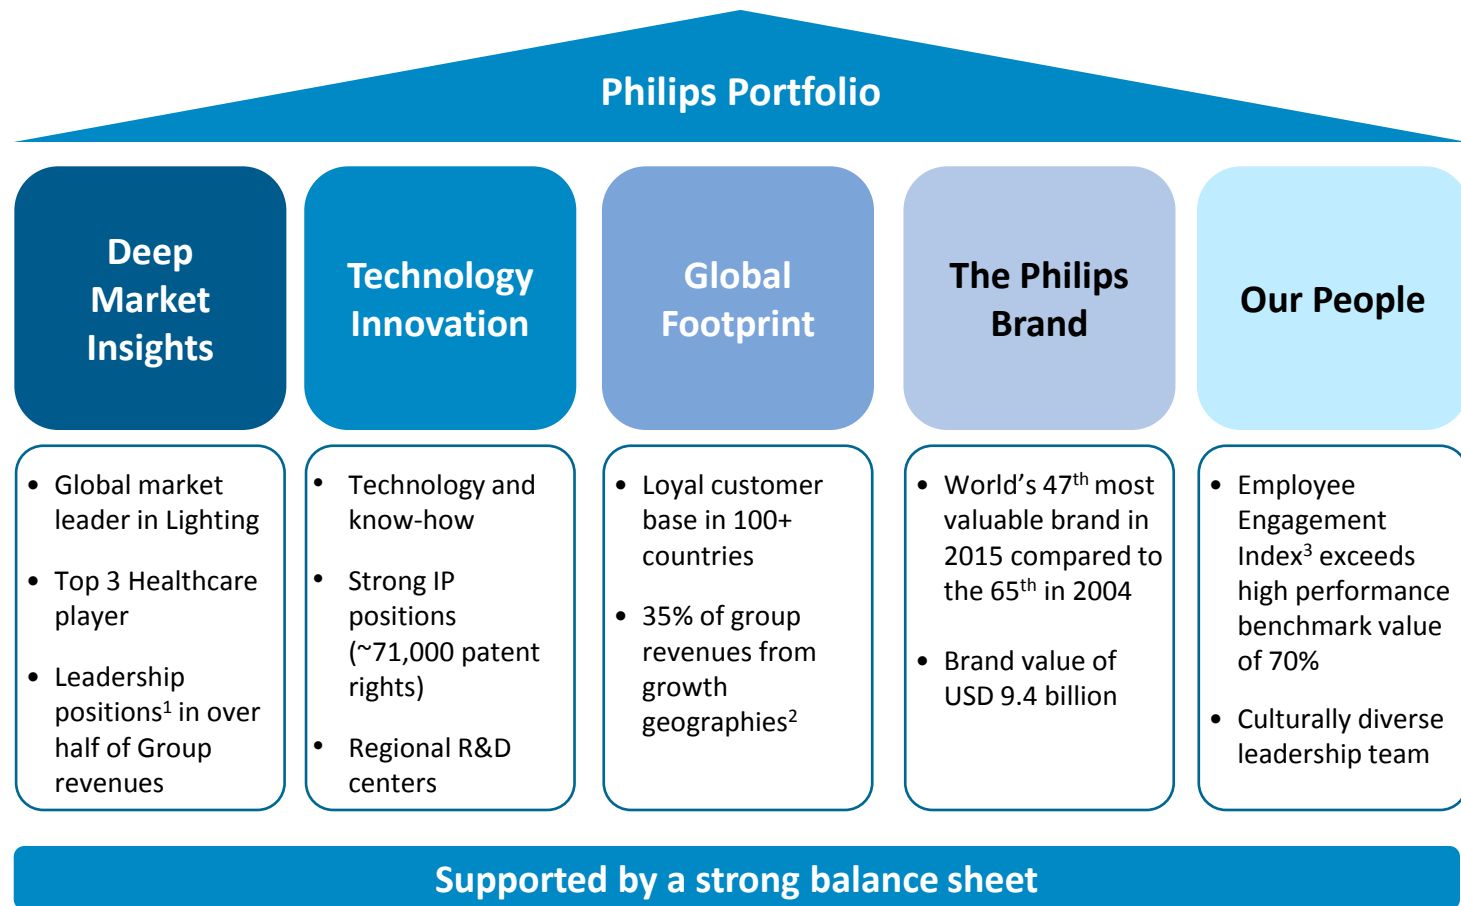 Philips Portfolio
Deep
Market
Insights
Technology
Innovation
Global
Footprint
The Philips
Brand
Our People
• Global market
leader in Lighting
• Top 3 Healthcare
player
• Leadership
positions¹ in over
half of Group
revenues
• Technology and
know-how
• Strong IP
positions
(~71,000 patent
rights)
• Regional R&D
centers
• Loyal customer
base in 100+
countries
• 35% of group
revenues from
growth
geographies²
• World's 47th most
valuable brand in
2015 compared to
the 65th in 2004
• Brand value of
USD 9.4 billion
• Employee
Engagement
Index³ exceeds
high performance
benchmark value
of 70%
• Culturally diverse
leadership team
Supported by a strong balance sheet